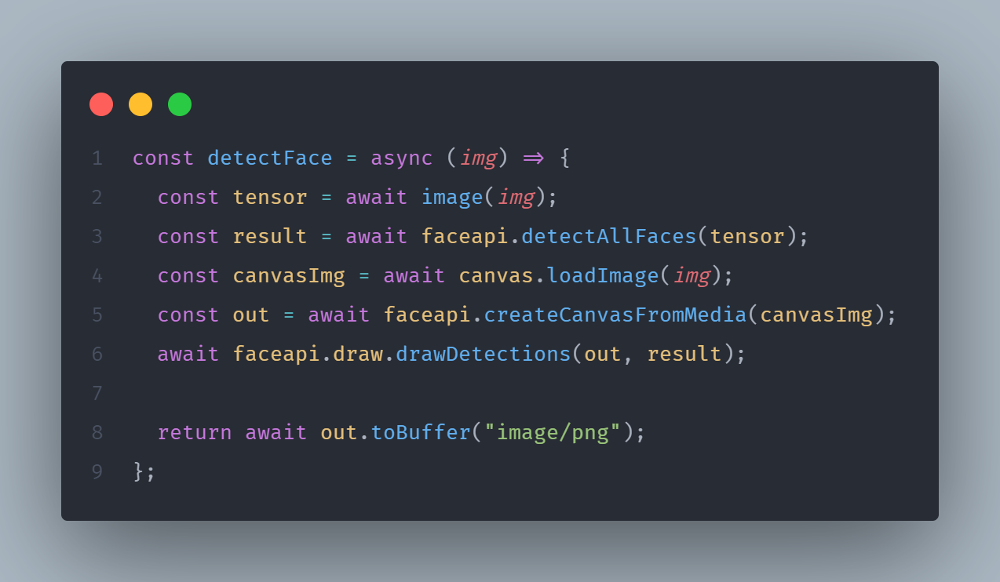 1 const detectFace = async (img) => {
2   const tensor = await image(img);
3   const result = await faceapi.detectAllFaces(tensor);
4   const canvasImg = await canvas.loadImage(img);
5   const out = await faceapi.createCanvasFromMedia(canvasImg);
6   await faceapi.draw.drawDetections(out, result);
7
8   return await out.toBuffer("image/png");
9 };